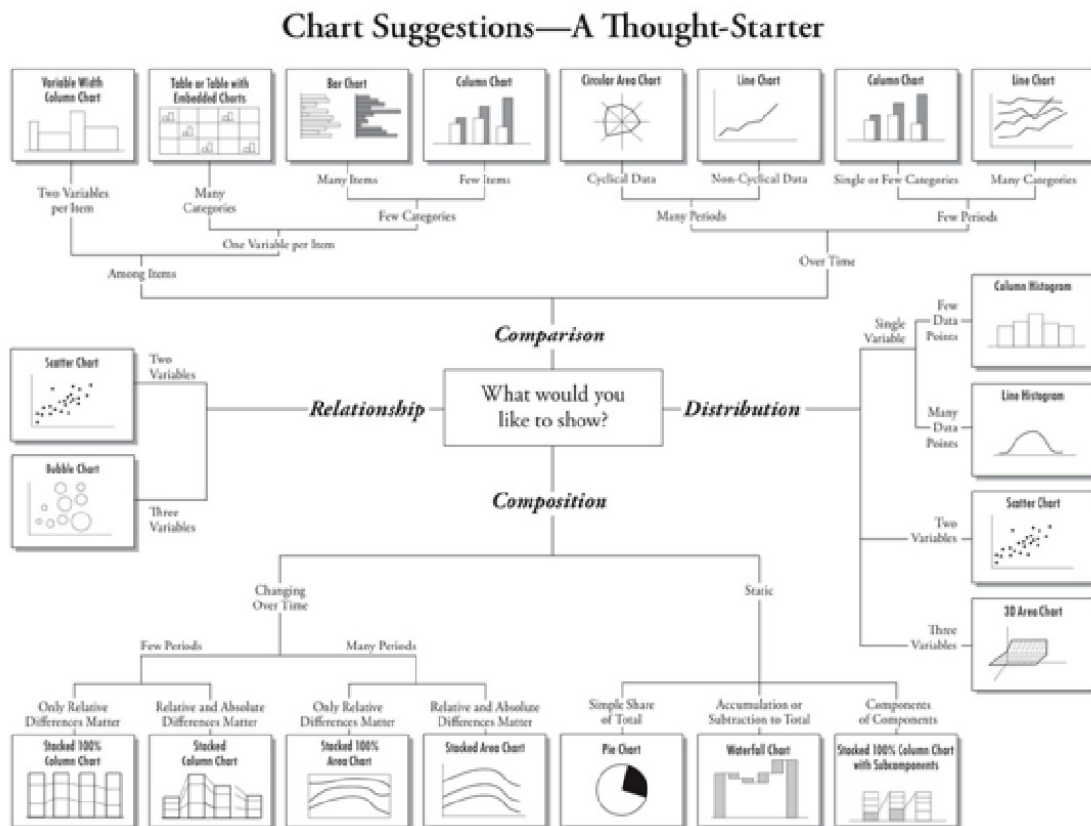 Chart Suggestions—A Thought-Starter
Variable Width
Column Chart
Table or Table with
Embedded Charts
Bar Chart
Column Chart
Circular Area Chart
Line Chart
Column Chart
Line Chart
Two Variables
per Item
Many
Categories
Many Items
Few Items
Cyclical Data
Non-Cyclical Data
Single or Few Categories
Many Categories
Few Categories
Many Periods
Few Periods
One Variable per Item
Among Items
Over Time
Comparison
What would you
like to show?
Relationship
Two
Variables
Scatter Chart
Three
Variables
Bubble Chart
Distribution
Single
Variable
Few
Data
Points
Column Histogram
Many
Data
Points
Line Histogram
Two
Variables
Scatter Chart
Three
Variables
3D Area Chart
Composition
Changing
Over Time
Static
Few Periods
Many Periods
Only Relative
Differences Matter
Relative and Absolute
Differences Matter
Only Relative
Differences Matter
Relative and Absolute
Differences Matter
Simple Share
of Total
Accumulation or
Subtraction to Total
Components
of Components
Stacked 100%
Column Chart
Stacked
Column Chart
Stacked 100%
Area Chart
Stacked Area Chart
Pie Chart
Waterfall Chart
Stacked 100% Column Chart
with Subcomponents